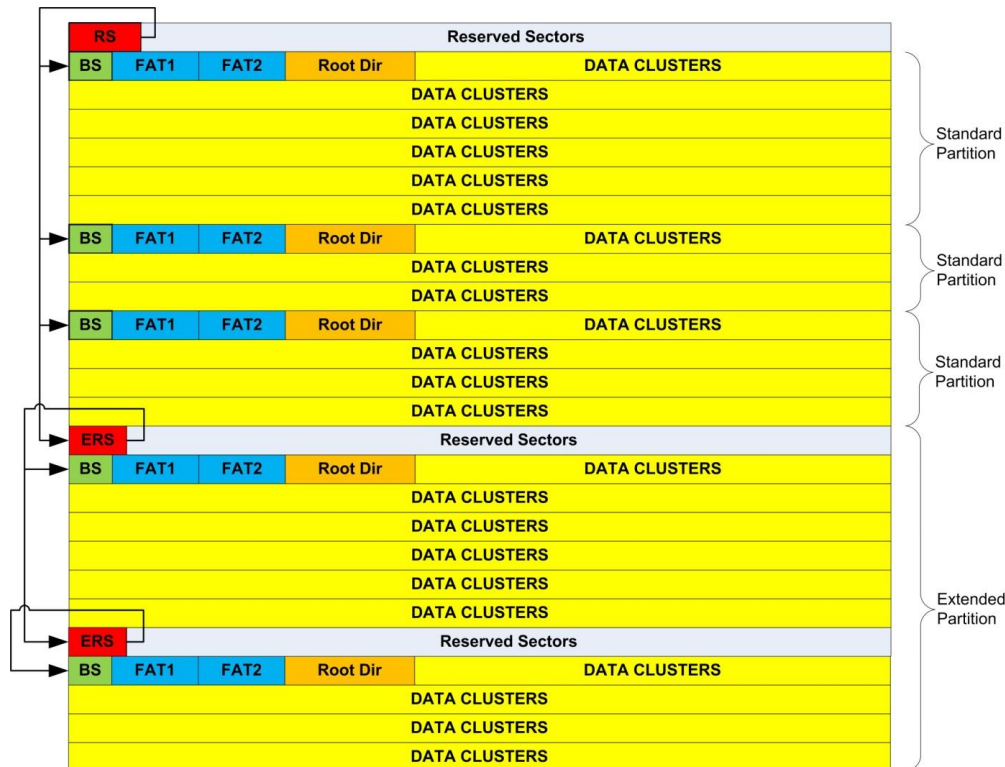 RS Reserved Sectors
BS FAT1 FAT2 Root Dir DATA CLUSTERS
DATA CLUSTERS
DATA CLUSTERS
DATA CLUSTERS
Standard
Partition
DATA CLUSTERS
DATA CLUSTERS
BS FAT1 FAT2 Root Dir DATA CLUSTERS
DATA CLUSTERS
Standard
Partition
DATA CLUSTERS
BS FAT1 FAT2 Root Dir DATA CLUSTERS
DATA CLUSTERS
Standard
Partition
DATA CLUSTERS
DATA CLUSTERS
ERS Reserved Sectors
BS FAT1 FAT2 Root Dir DATA CLUSTERS
DATA CLUSTERS
DATA CLUSTERS
DATA CLUSTERS
DATA CLUSTERS
Extended
Partition
DATA CLUSTERS
ERS Reserved Sectors
BS FAT1 FAT2 Root Dir DATA CLUSTERS
DATA CLUSTERS
DATA CLUSTERS
DATA CLUSTERS